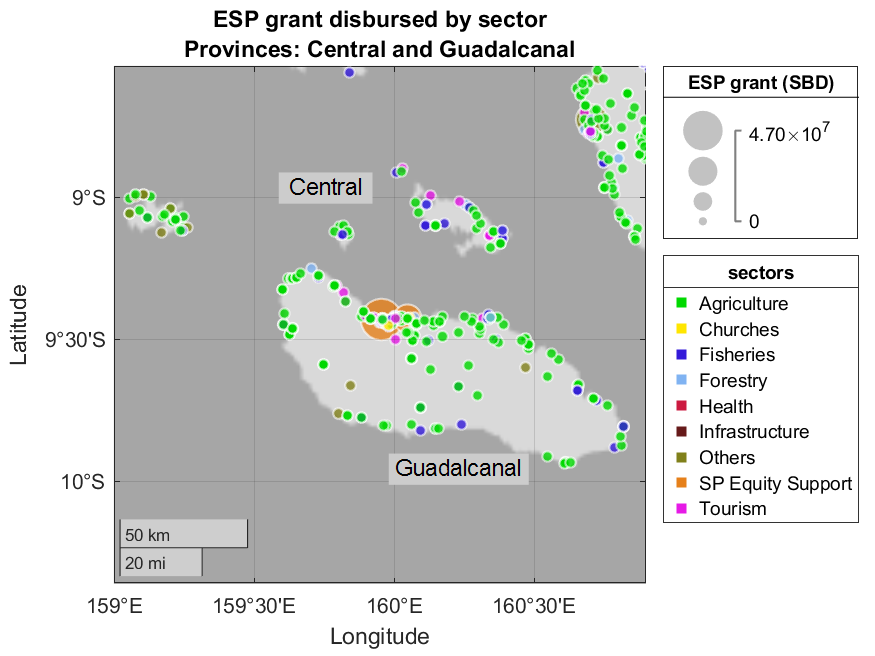 ESP grant disbursed by sector
Provinces: Central and Guadalcanal
ESP grant (SBD)
4.70×10^7
0
sectors
Agriculture
Churches
Fisheries
Forestry
Health
Infrastructure
Others
SP Equity Support
Tourism
Central
Guadalcanal
Latitude
9°S
9°30'S
10°S
50 km
20 mi
159°E
159°30'E
160°E
160°30'E
Longitude